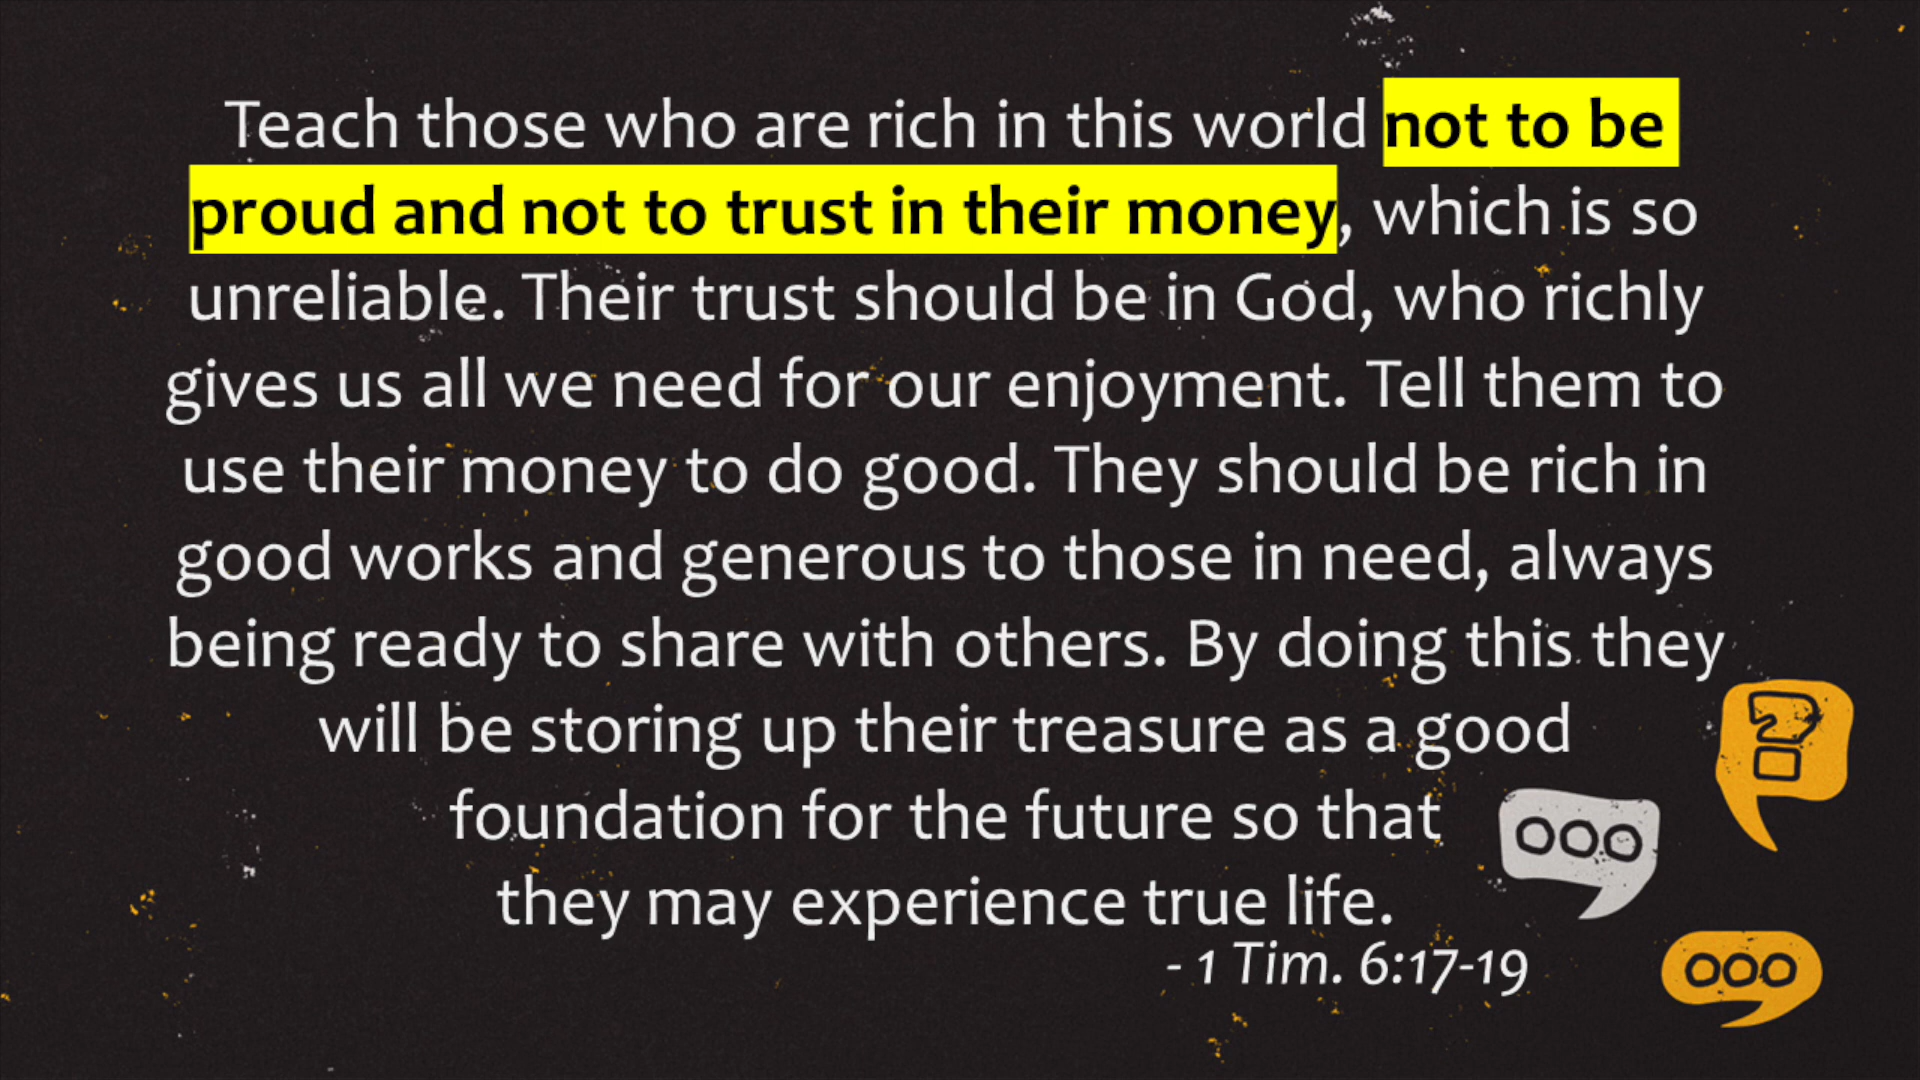 Teach those who are rich in this world not to be
proud and not to trust in their money, which is so
unreliable. Their trust should be in God, who richly
gives us all we need for our enjoyment. Tell them to
use their money to do good. They should be rich in
good works and generous to those in need, always
being ready to share with others. By doing this they
will be storing up their treasure as a good
foundation for the future so that
they may experience true life.
- 1 Tim. 6:17-19
?
ooo
ooo